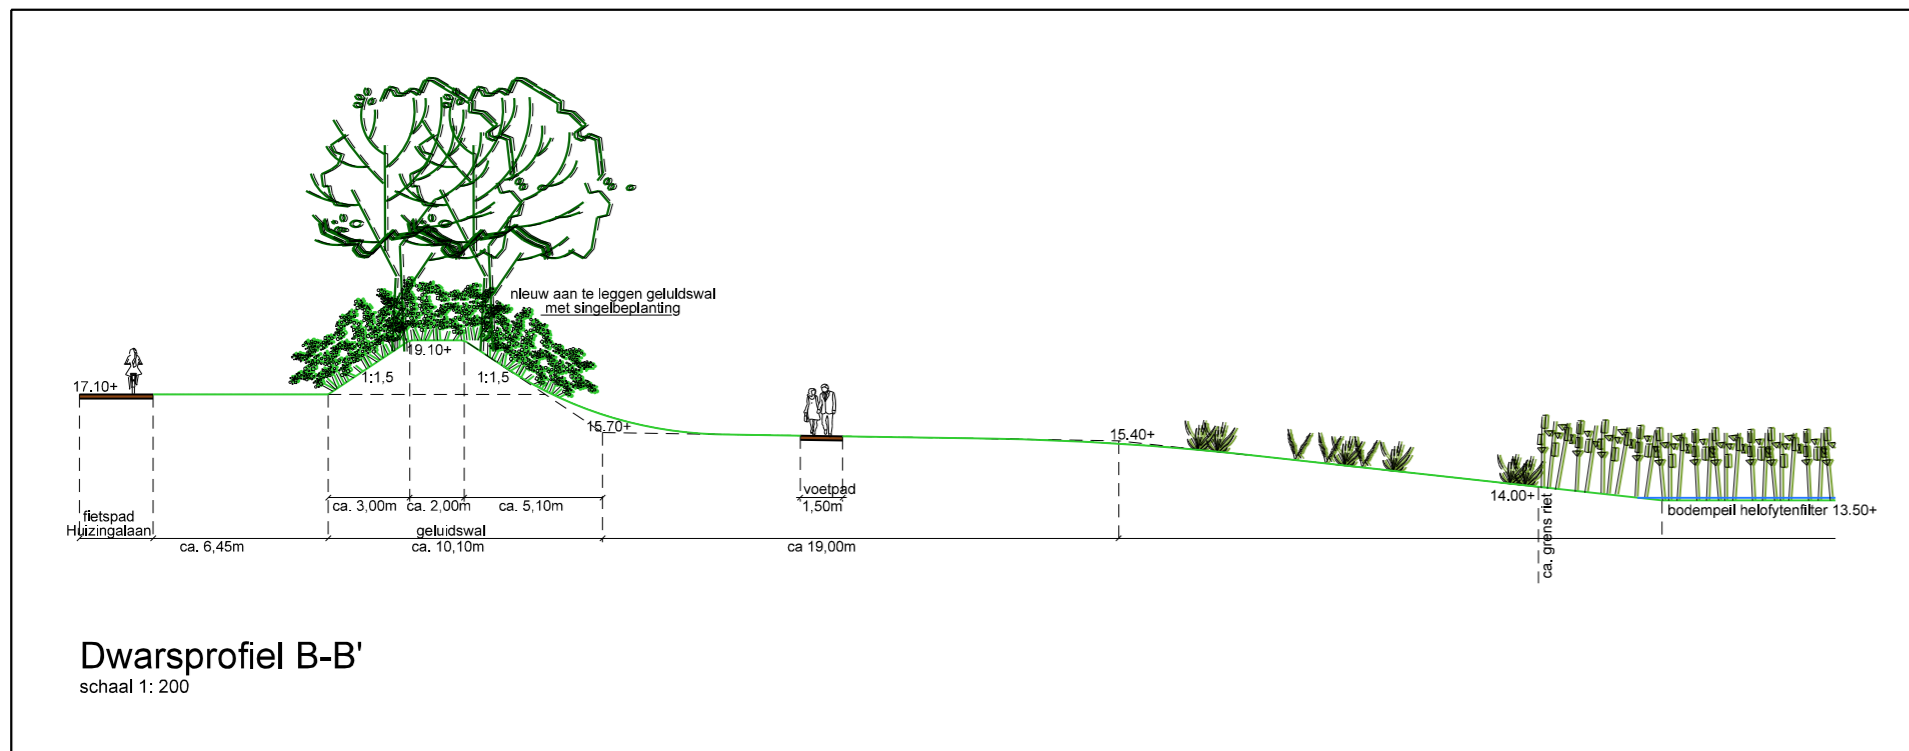 nieuw aan te leggen geluidswal
met singelbeplanting
19.10+
17.10+
1:1,5
1:1,5
15.70+
15.40+
voetpad
1,50m
14.00+
ca. grens riet
bodempeil helofytenfilter 13.50+
ca. 3,00m
ca. 2,00m
ca. 5,10m
fietspad
Huizingalaan
geluidswal
ca. 6,45m
ca. 10,10m
ca 19,00m
Dwarsprofiel B-B'
schaal 1: 200